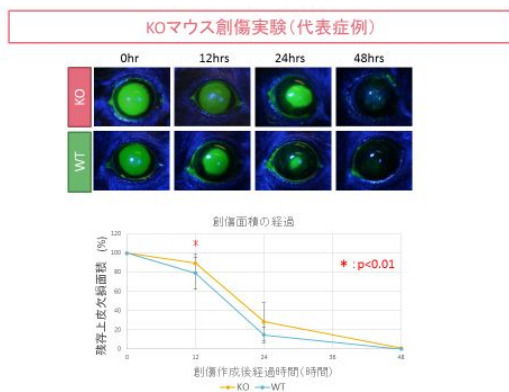 KOマウス創傷実験（代表症例）
0hr 12hrs 24hrs 48hrs
KO
WT
創傷面積の経過
残存上皮欠損面積 (%)
120
100
80
60
40
20
0
*
* : p<0.01
0 12 24 36 48
創傷作成後経過時間(時間)
KO WT